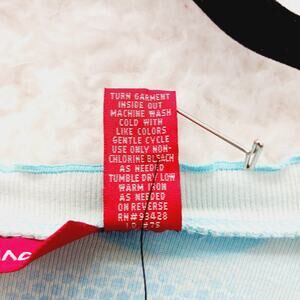 TURN GARMENT
INSIDE OUT
MACHINE WASH
COLD WITH
LIKE COLORS
GENTLE CYCLE
USE ONLY NON-
CHLORINE BLEACH
AS NEEDED
TUMBLE DRY LOW
WARM IRON
AS NEEDED
ON REVERSE
RN#93428